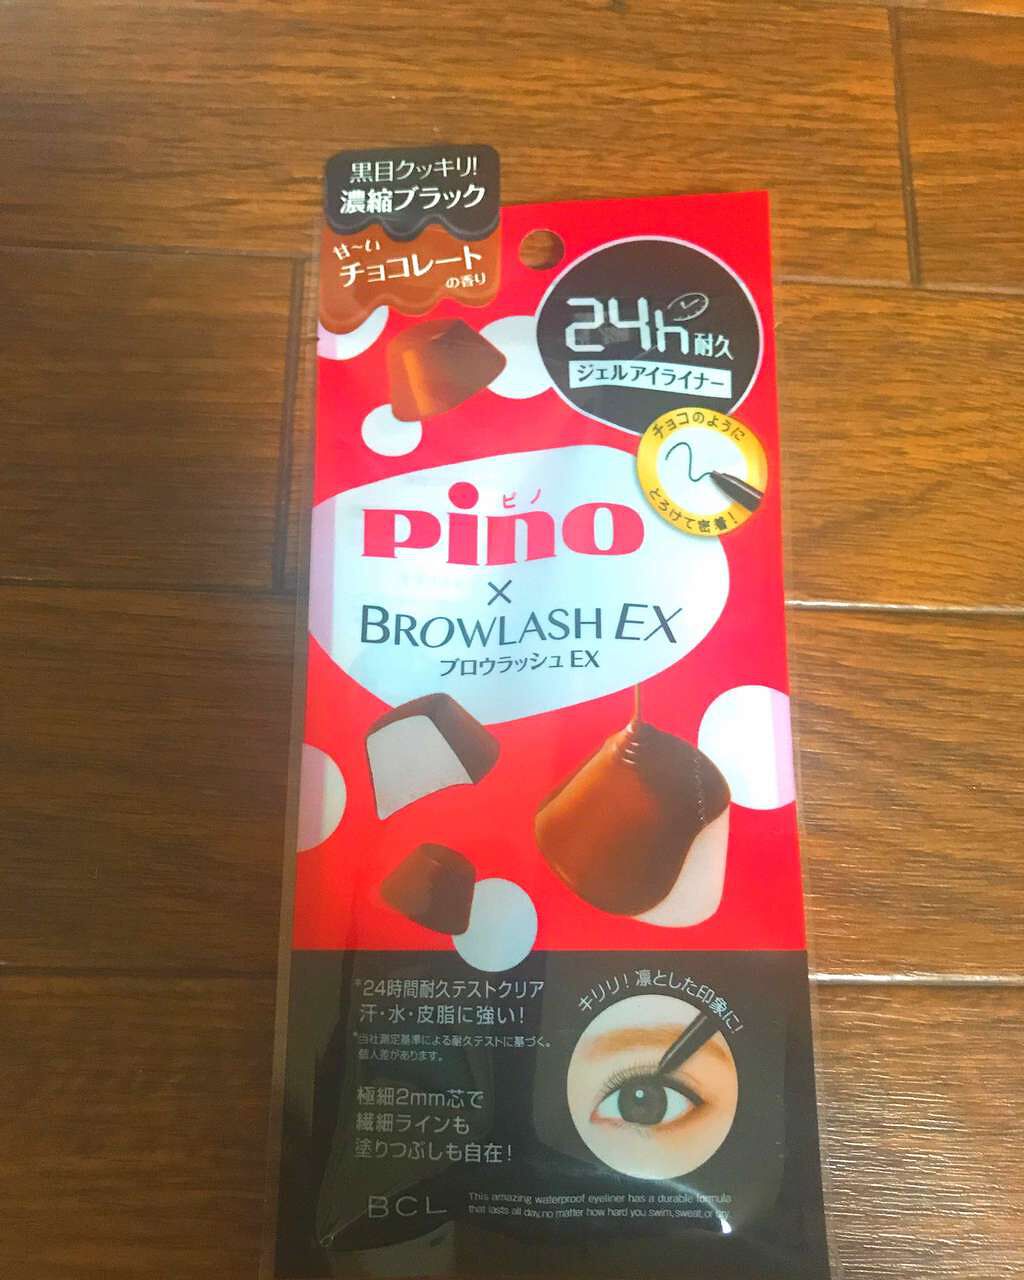 黒目クッキリ!
濃縮ブラック
甘〜い
チョコレート
の香り
24h耐久
ジェルアイライナー
チョコのように
とろけて密着!
ピノ
pino
×
BROWLASH EX
ブロウラッシュEX
*24時間耐久テストクリア
汗・水・皮脂に強い!
*当社測定基準による耐久テストに基づく。
個人差があります。
キリリ!凛とした印象に!
極細2mm芯で
繊細ラインも
塗りつぶしも自在!
BCL
This amazing waterproof eyeliner has a durable formula
that lasts all day, no matter how hard you swim, sweat, or cry.